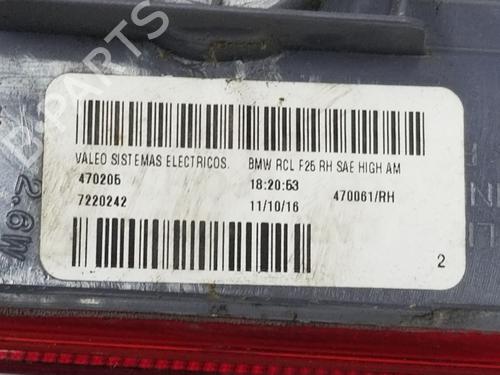 B-PARTS
VALEO SISTEMAS ELECTRICOS. BMW RCL F25 RH SAE HIGH AM
470205 18:20:53 470061/RH
7220242 11/10/16
2
2.6W